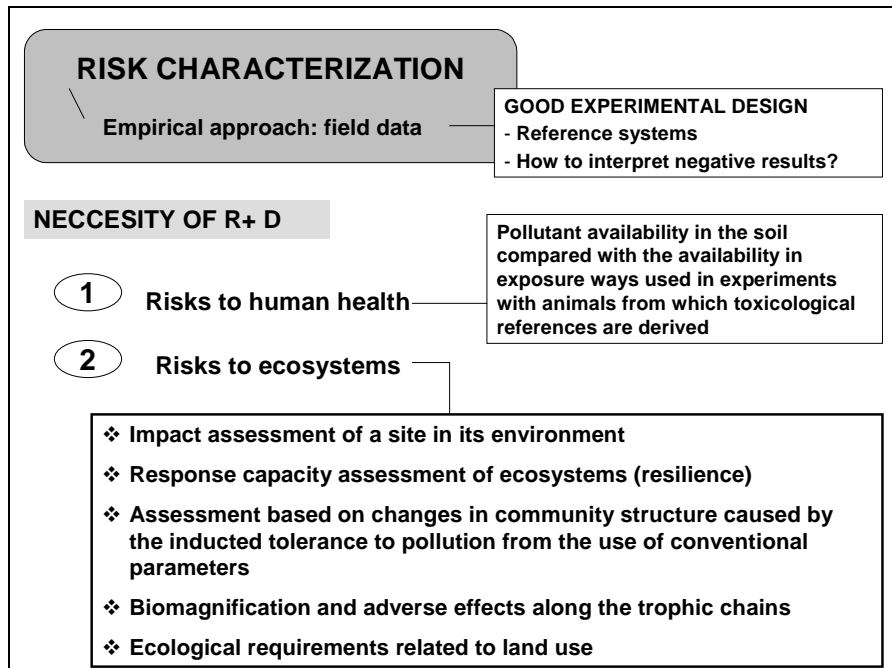 RISK CHARACTERIZATION
Empirical approach: field data
GOOD EXPERIMENTAL DESIGN
- Reference systems
- How to interpret negative results?
NECCESITY OF R+ D
1
Risks to human health
Pollutant availability in the soil
compared with the availability in
exposure ways used in experiments
with animals from which toxicological
references are derived
2
Risks to ecosystems
❖ Impact assessment of a site in its environment
❖ Response capacity assessment of ecosystems (resilience)
❖ Assessment based on changes in community structure caused by
the inducted tolerance to pollution from the use of conventional
parameters
❖ Biomagnification and adverse effects along the trophic chains
❖ Ecological requirements related to land use